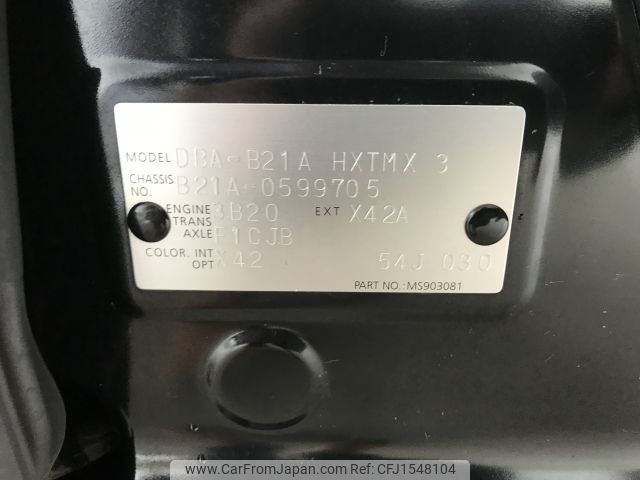 MODEL DBA-B21A HXTMX 3
CHASSIS NO. B21A-0599705
ENGINE 3B20 EXT X42A
TRANS AXLE F1CJB
COLOR. INT X42
OPT 54J 030
PART NO.: MS903081
www.CarFromJapan.com | CFJ1548104